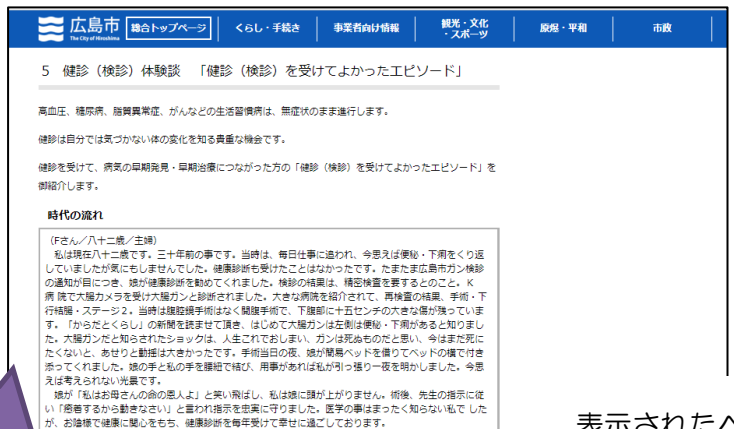 広島市
The City of Hiroshima
総合トップページ
くらし・手続き
事業者向け情報
観光・文化
・スポーツ
原爆・平和
市政
5 健診（検診）体験談 「健診（検診）を受けてよかったエピソード」
高血圧、糖尿病、脂質異常症、がんなどの生活習慣病は、無症状のまま進行します。
健診は自分では気づかない体の変化を知る貴重な機会です。
健診を受けて、病気の早期発見・早期治療につながった方の「健診（検診）を受けてよかったエピソード」を
御紹介します。
時代の流れ
（Fさん／八十二歳／主婦）
私は現在八十二歳です。三十年前の事です。当時は、毎日仕事に追われ、今思えば便秘・下痢をくり返
していましたが気にもしませんでした。健康診断も受けたことはなかったです。たまたま広島市ガン検診
の通知が目につき、娘が健康診断を勧めてくれました。検診の結果は、精密検査を要するとのこと。K
病 院で大腸カメラを受け大腸ガンと診断されました。大きな病院を紹介されて、再検査の結果、手術・下
行結腸・ステージ２。当時は腹腔鏡手術はなく開腹手術で、下腹部に十五センチの大きな傷が残っていま
す。「からだとくらし」の新聞を読ませて頂き、はじめて大腸ガンは左側は便秘・下痢があると知りまし
た。大腸ガンだと知らされたショックは、人生これでおしまい、ガンは死ぬものだと思い、今はまだ死に
たくないと、あせりと動揺は大きかったです。手術当日の夜、娘が簡易ベッドを借りてベッドの横で付き
添ってくれました。娘の手と私の手を腰紐で結び、用事があれば私が引っ張り一夜を明かしました。今思
えば考えられない光景です。
娘が「私はお母さんの命の恩人よ」と笑い飛ばし、私は娘に頭が上がりません。術後、先生の指示に従
い「癒着するから動きなさい」と言われ指示を忠実に守りました。医学の事はまったく知らない私で した
が、お陰様で健康に関心をもち、健康診断を毎年受けて幸せに過ごしております。
表示されたペ